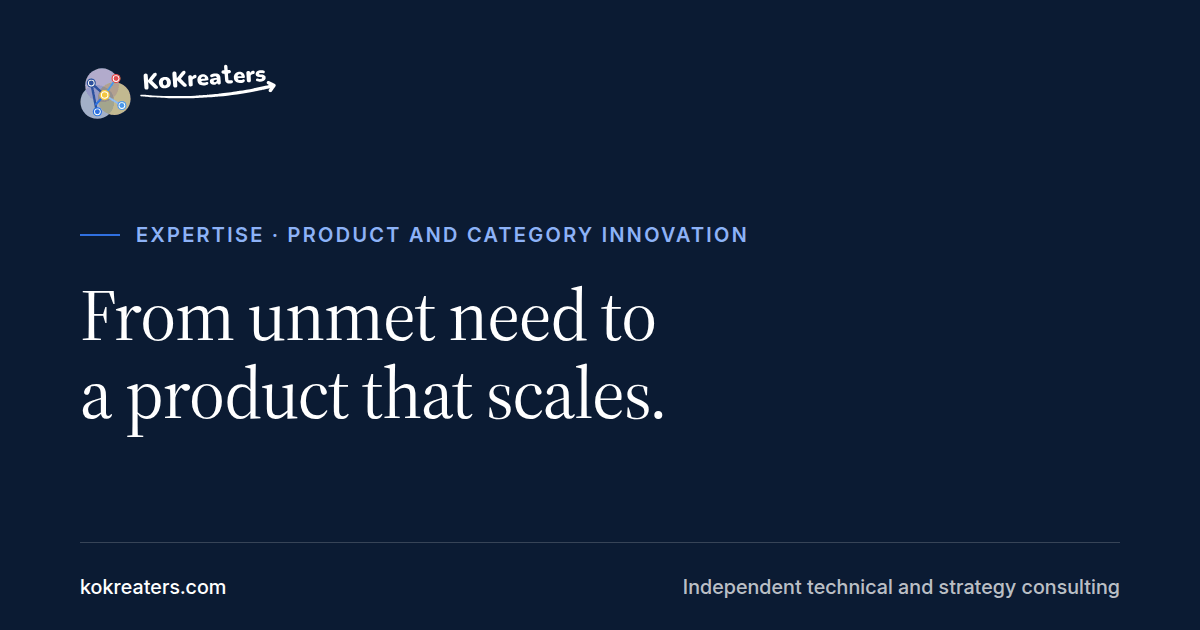 KoKreaters
EXPERTISE · PRODUCT AND CATEGORY INNOVATION
From unmet need to
a product that scales.
kokreaters.com
Independent technical and strategy consulting